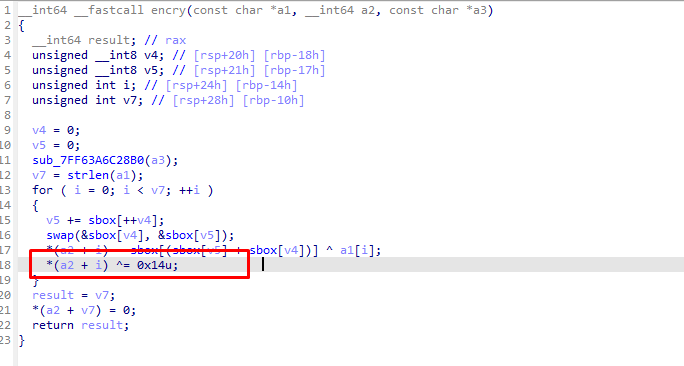 1 __int64 __fastcall encry(const char *a1, __int64 a2, const char *a3)
2 {
3 __int64 result; // rax
4 unsigned __int8 v4; // [rsp+20h] [rbp-18h]
5 unsigned __int8 v5; // [rsp+21h] [rbp-17h]
6 unsigned int i; // [rsp+24h] [rbp-14h]
7 unsigned int v7; // [rsp+28h] [rbp-10h]
8
9 v4 = 0;
10 v5 = 0;
11 sub_7FF63A6C28B0(a3);
12 v7 = strlen(a1);
13 for ( i = 0; i < v7; ++i )
14 {
15 v5 += sbox[++v4];
16 swap(&sbox[v4], &sbox[v5]);
17 *(a2 + i) = sbox[(sbox[v5] + sbox[v4])] ^ a1[i];
18 *(a2 + i) ^= 0x14u;
19 }
20 result = v7;
21 *(a2 + v7) = 0;
22 return result;
23 }